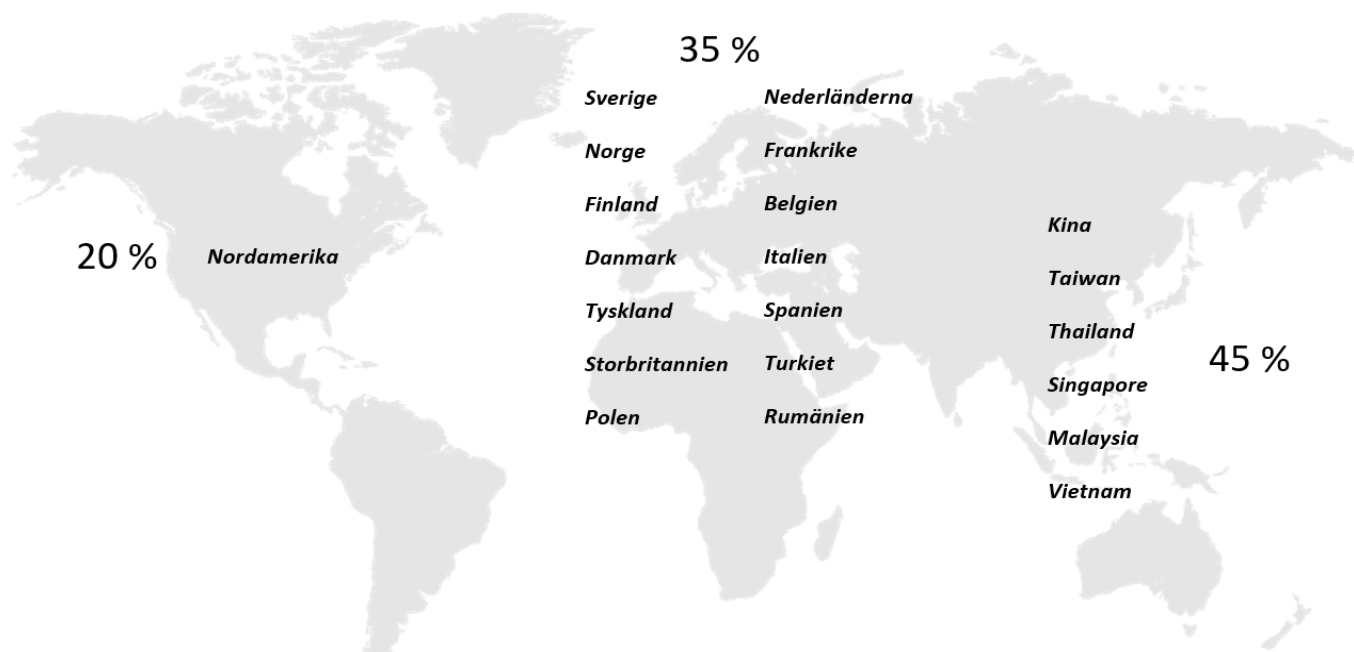 20 %
Nordamerika
35 %
Sverige
Norge
Finland
Danmark
Tyskland
Storbritannien
Polen
Nederländerna
Frankrike
Belgien
Italien
Spanien
Turkiet
Rumänien
Kina
Taiwan
Thailand
Singapore
Malaysia
Vietnam
45 %